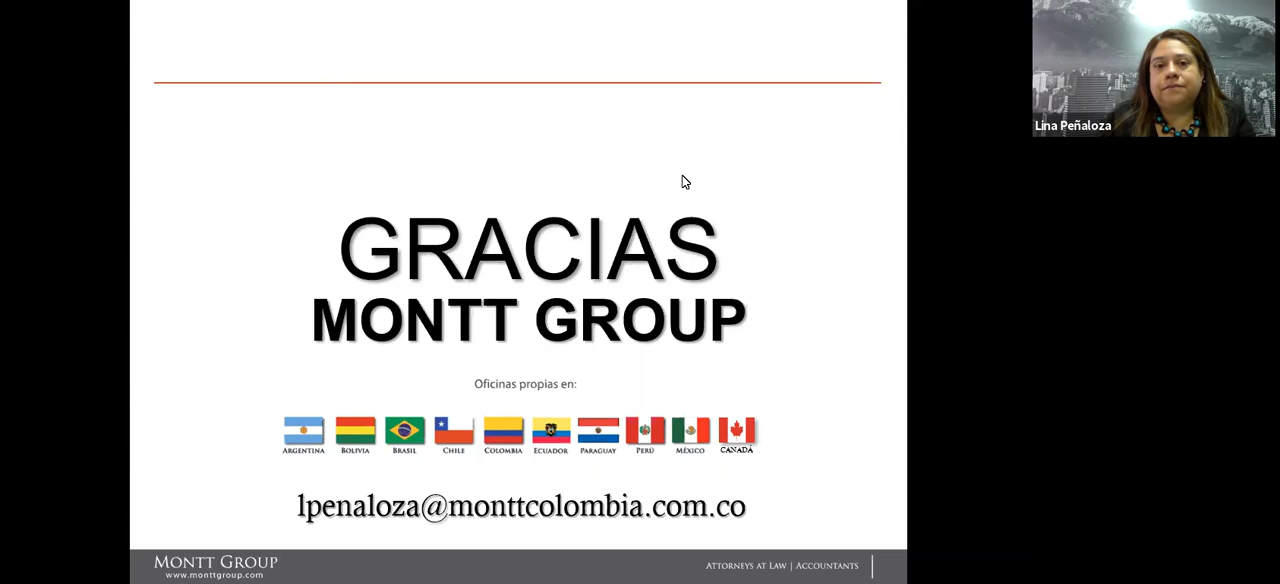 Lina Peñaloza
GRACIAS
MONTT GROUP
Oficinas propias en:
ARGENTINA BOLIVIA BRASIL CHILE COLOMBIA ECUADOR PARAGUAY PERÚ MÉXICO CANADÁ
lpenaloza@monttcolombia.com.co
MONTT GROUP
www.monttgroup.com
ATTORNEYS AT LAW | ACCOUNTANTS